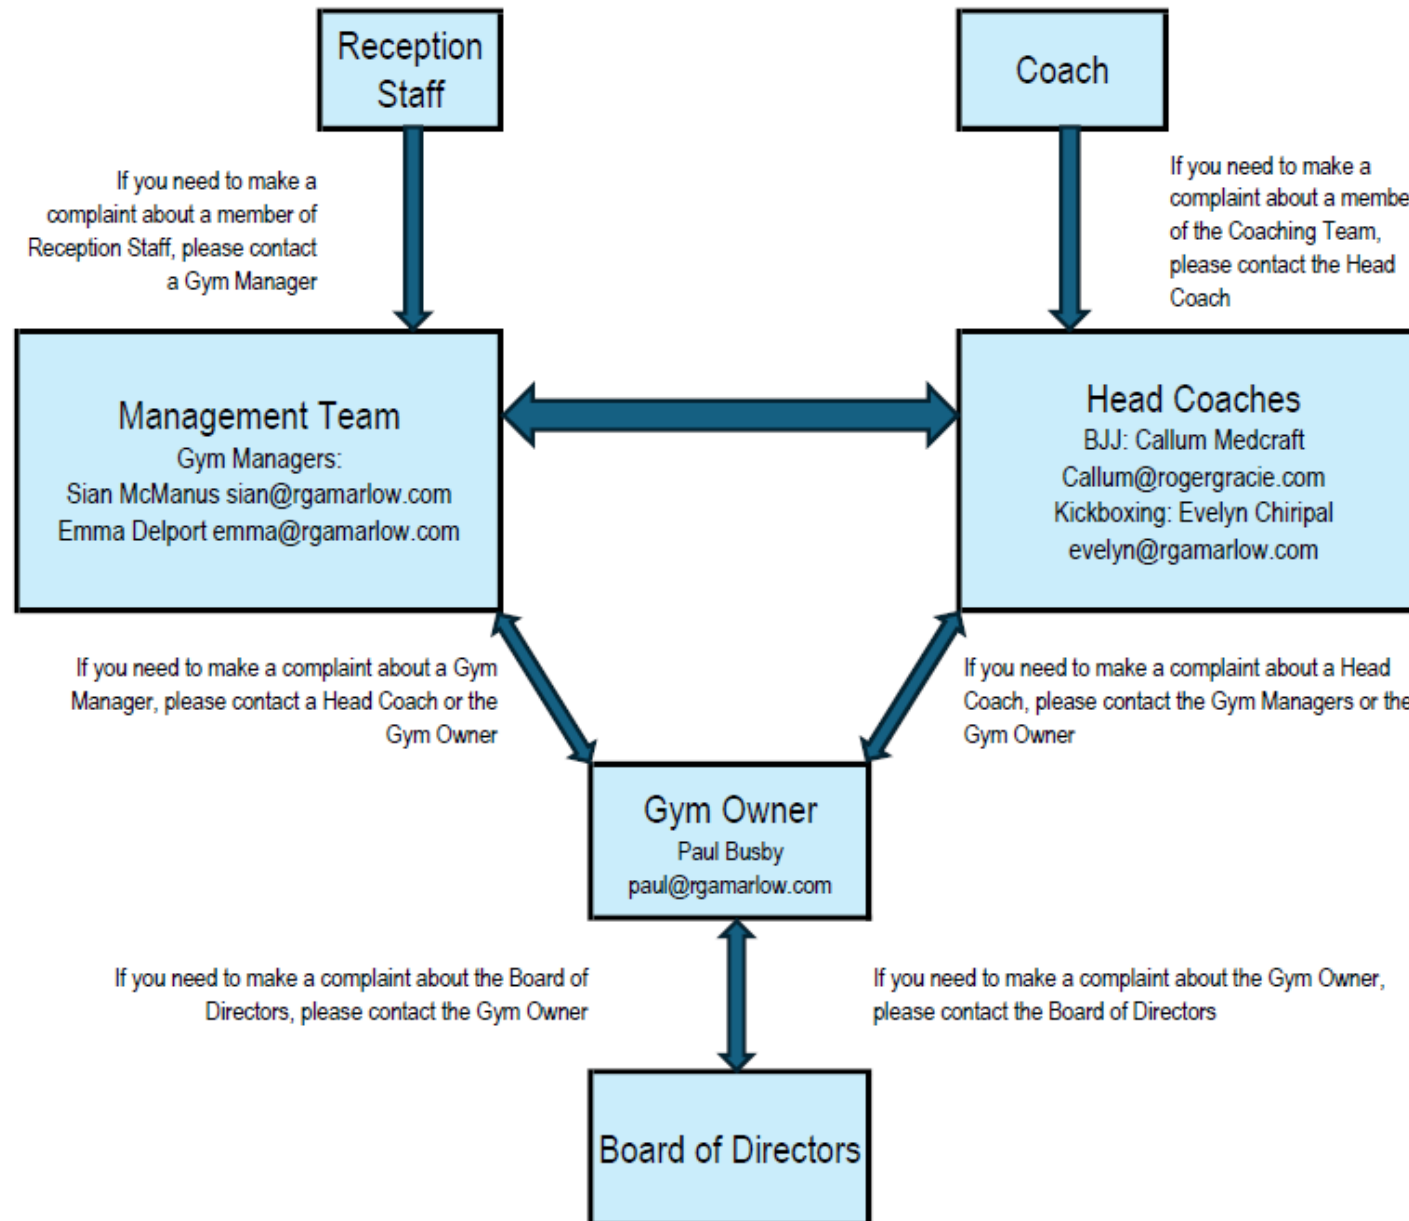 Reception
Staff
Coach
If you need to make a
complaint about a member of
Reception Staff, please contact
a Gym Manager
If you need to make a
complaint about a membe
of the Coaching Team,
please contact the Head
Coach
Management Team
Gym Managers:
Sian McManus sian@rgamarlow.com
Emma Delport emma@rgamarlow.com
Head Coaches
BJJ: Callum Medcraft
Callum@rogergracie.com
Kickboxing: Evelyn Chiripal
evelyn@rgamarlow.com
If you need to make a complaint about a Gym
Manager, please contact a Head Coach or the
Gym Owner
If you need to make a complaint about a Head
Coach, please contact the Gym Managers or the
Gym Owner
Gym Owner
Paul Busby
paul@rgamarlow.com
If you need to make a complaint about the Board of
Directors, please contact the Gym Owner
If you need to make a complaint about the Gym Owner,
please contact the Board of Directors
Board of Directors